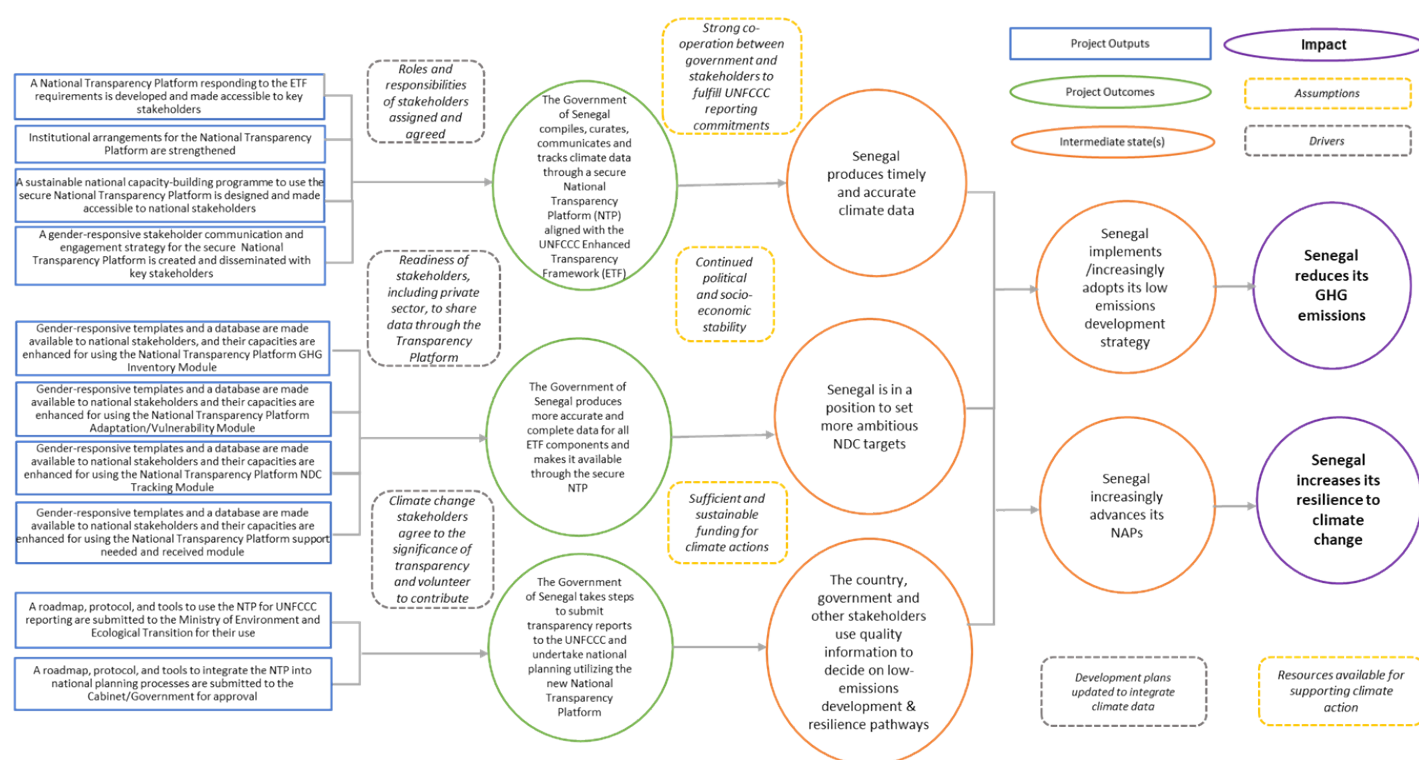 A National Transparency Platform responding to the ETF
requirements is developed and made accessible to key
stakeholders
Institutional arrangements for the National Transparency
Platform are strengthened
A sustainable national capacity-building programme to use the
secure National Transparency Platform is designed and made
accessible to national stakeholders
A gender-responsive stakeholder communication and
engagement strategy for the secure National
Transparency Platform is created and disseminated with
key stakeholders
Gender-responsive templates and a database are made
available to national stakeholders, and their capacities are
enhanced for using the National Transparency Platform GHG
Inventory Module
Gender-responsive templates and a database are made
available to national stakeholders and their capacities are
enhanced for using the National Transparency Platform
Adaptation/Vulnerability Module
Gender-responsive templates and a database are made
available to national stakeholders and their capacities are
enhanced for using the National Transparency Platform NDC
Tracking Module
Gender-responsive templates and a database are made
available to national stakeholders and their capacities are
enhanced for using the National Transparency Platform support
needed and received module
A roadmap, protocol, and tools to use the NTP for UNFCCC
reporting are submitted to the Ministry of Environment and
Ecological Transition for their use
A roadmap, protocol, and tools to integrate the NTP into
national planning processes are submitted to the
Cabinet/Government for approval
Roles and
responsibilities
of stakeholders
assigned and
agreed
Readiness of
stakeholders,
including private
sector, to share
data through the
Transparency
Platform
Climate change
stakeholders
agree to the
significance of
transparency
and volunteer
to contribute
The Government
of Senegal
compiles, curates,
communicates and
tracks climate data
through a secure
National
Transparency
Platform (NTP)
aligned with the
UNFCCC Enhanced
Transparency
Framework (ETF)
The Government of
Senegal produces
more accurate and
complete data for all
ETF components and
makes it available
through the secure
NTP
The Government
of Senegal takes
steps to submit
transparency reports
to the UNFCCC and
undertake national
planning utilizing the
new National
Transparency
Platform
Strong co-
operation between
government and
stakeholders to
fulfill UNFCCC
reporting
commitments
Continued
political
and socio-
economic
stability
Sufficient and
sustainable
funding for
climate actions
Senegal
produces timely
and accurate
climate data
Senegal is in a
position to set
more ambitious
NDC targets
The country,
government and
other stakeholders
use quality
information to
decide on low-
emissions
development &
resilience pathways
Project Outputs
Impact
Project Outcomes
Assumptions
Intermediate state(s)
Drivers
Senegal
implements
/increasingly
adopts its low
emissions
development
strategy
Senegal
reduces its
GHG
emissions
Senegal
increasingly
advances its
NAPs
Senegal
increases its
resilience to
climate
change
Development plans
updated to integrate
climate data
Resources available for
supporting climate
action